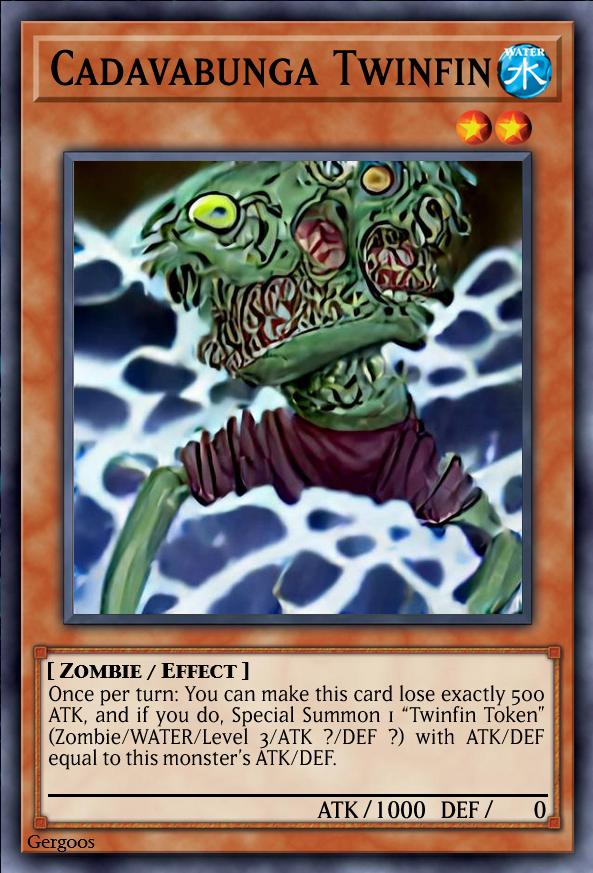 Cadavabunga Twinfin
WATER
水
[ Zombie / Effect ]
Once per turn: You can make this card lose exactly 500
ATK, and if you do, Special Summon 1 “Twinfin Token”
(Zombie/WATER/Level 3/ATK ?/DEF ?) with ATK/DEF
equal to this monster's ATK/DEF.
ATK / 1000 DEF / 0
Gergoos